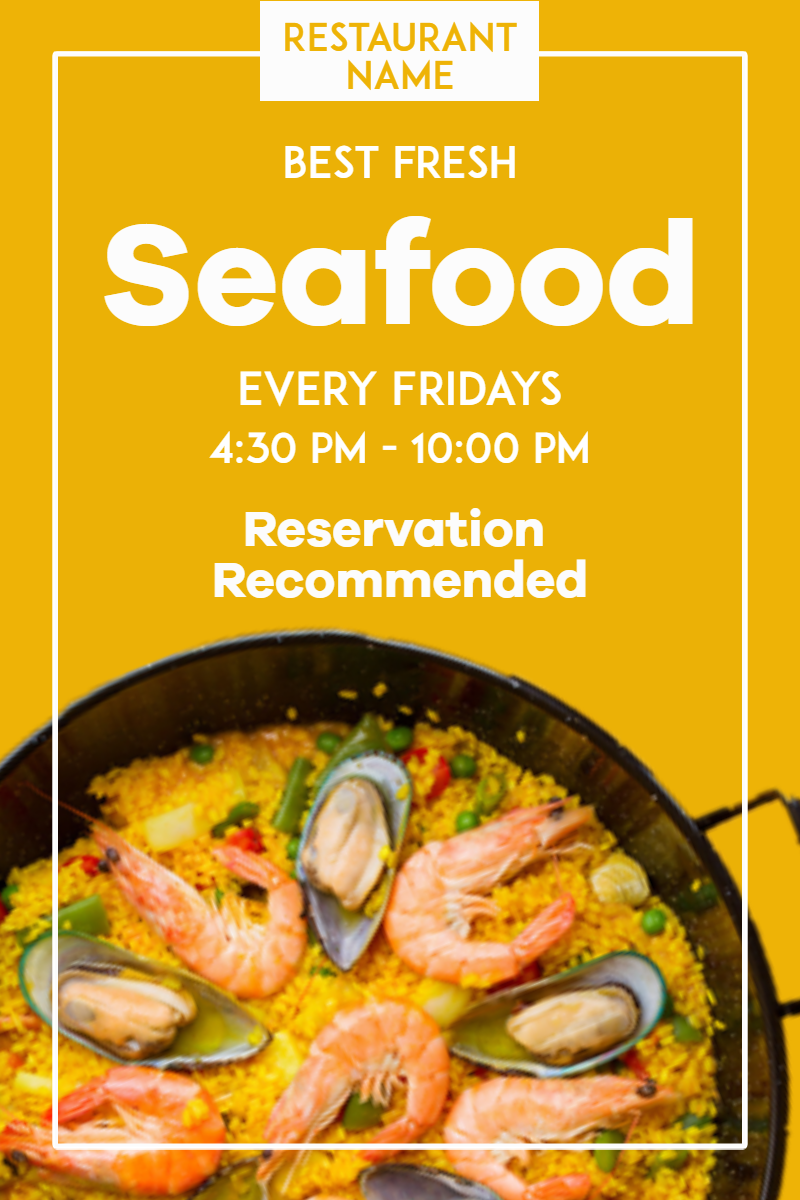 RESTAURANT
NAME
BEST FRESH
Seafood
EVERY FRIDAYS
4:30 PM - 10:00 PM
Reservation
Recommended